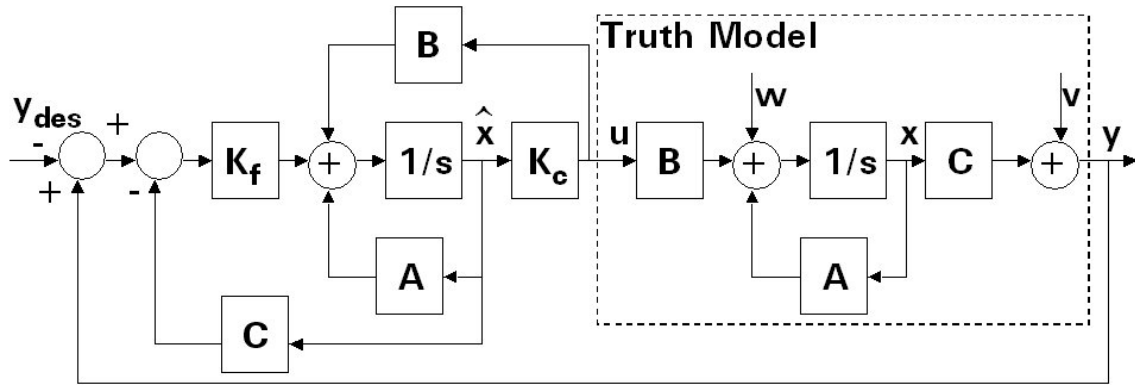 Truth Model
B
w
v
y_des
-
+
+
-
K_f
+
1/s
x̂
K_c
u
B
+
1/s
x
C
+
y
A
A
C